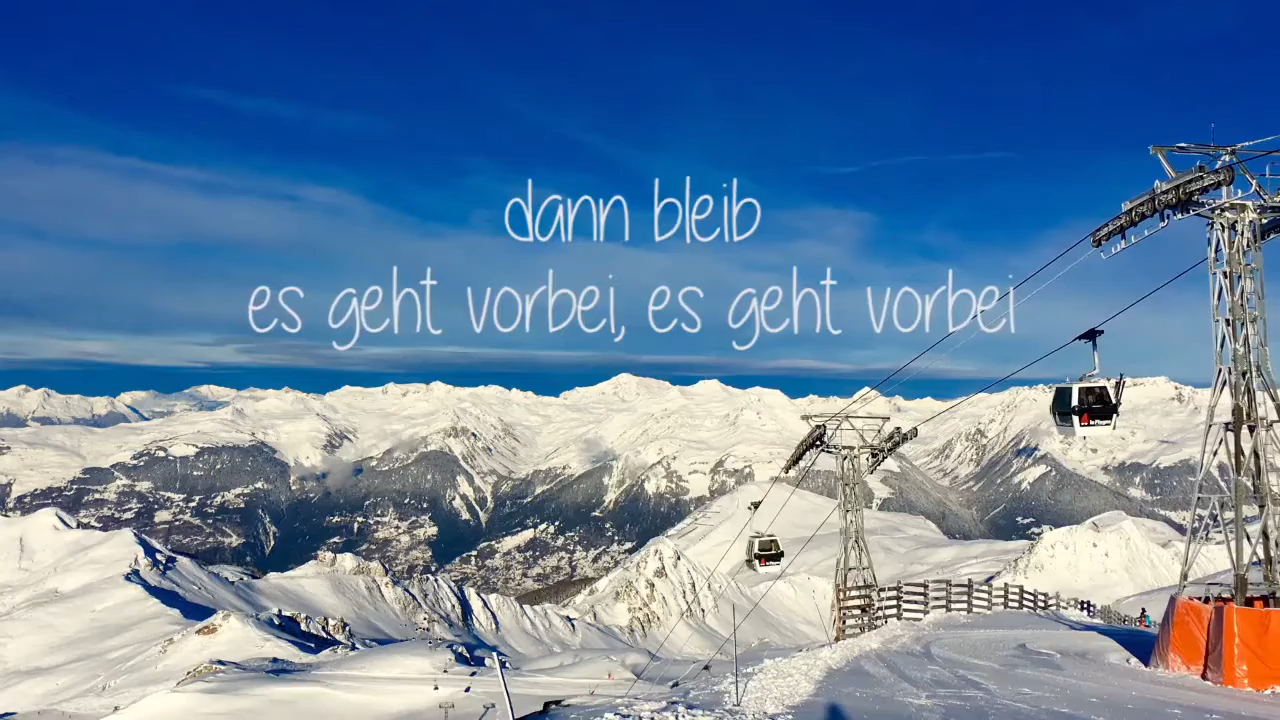 dann bleib
es geht vorbei, es geht vorbei